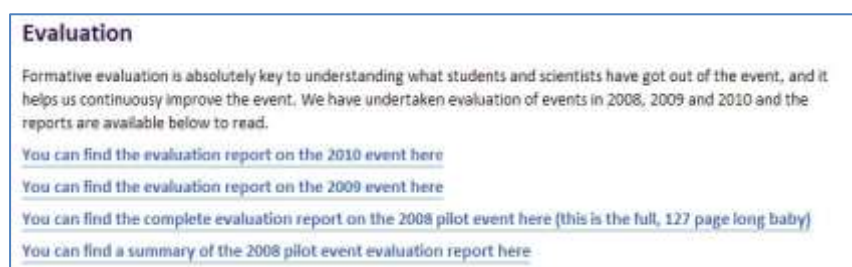 Evaluation
Formative evaluation is absolutely key to understanding what students and scientists have got out of the event, and it
helps us continuousy improve the event. We have undertaken evaluation of events in 2008, 2009 and 2010 and the
reports are available below to read.
You can find the evaluation report on the 2010 event here
You can find the evaluation report on the 2009 event here
You can find the complete evaluation report on the 2008 pilot event here (this is the full, 127 page long baby)
You can find a summary of the 2008 pilot event evaluation report here